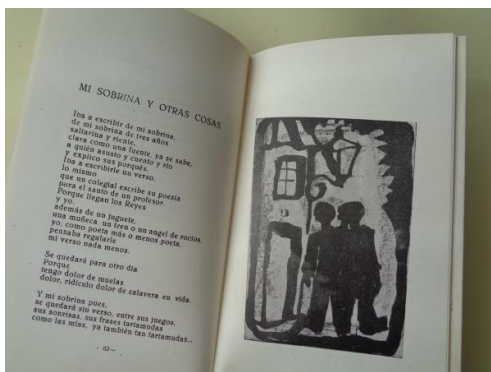 MI SOBRINA Y OTRAS COSAS
Iba a escribir de mi sobrina,
de mi sobrina de tres años
saltarina y riente,
clara como una fuente, ya se sabe,
a quién asusto y cuento y río
y explico sus porqués.
Iba a escribirle un verso,
lo mismo
que un colegial escribe su poesía
para el santo de un profesor.
Porque llegan los Reyes
y yo,
además de un juguete,
una muñeca, un tren o un angel de rocíos,
yo, como poeta más o menos poeta,
pensaba regalarle
mi verso nada menos.
Se quedará para otro día
Porque
tengo dolor de muelas
dolor, ridículo dolor de calavera en vida.
Y mi sobrina pues,
se quedará sin verso, entre sus juegos,
sus sonrisas, sus frases tartamudas
como las mías, ya también tan tartamudas...
- 62 -